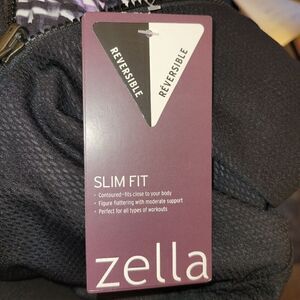 REVERSIBLE
RÉVERSIBLE
SLIM FIT
• Contoured–fits close to your body
• Figure flattering with moderate support
• Perfect for all types of workouts
zella